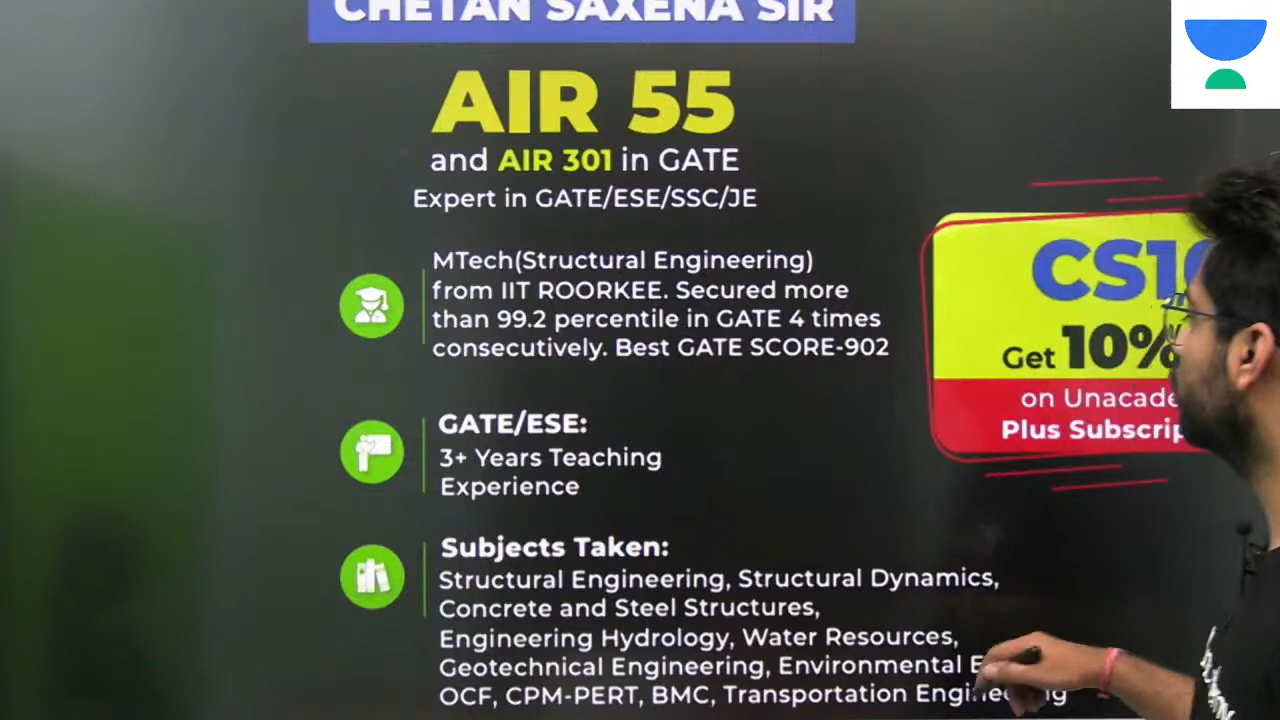 CHETAN SAXENA SIR
AIR 55
and AIR 301 in GATE
Expert in GATE/ESE/SSC/JE
MTech(Structural Engineering)
from IIT ROORKEE. Secured more
than 99.2 percentile in GATE 4 times
consecutively. Best GATE SCORE-902
GATE/ESE:
3+ Years Teaching
Experience
Subjects Taken:
Structural Engineering, Structural Dynamics,
Concrete and Steel Structures,
Engineering Hydrology, Water Resources,
Geotechnical Engineering, Environmental
OCF, CPM-PERT, BMC, Transportation Engineering
Get 10%
on
Plus